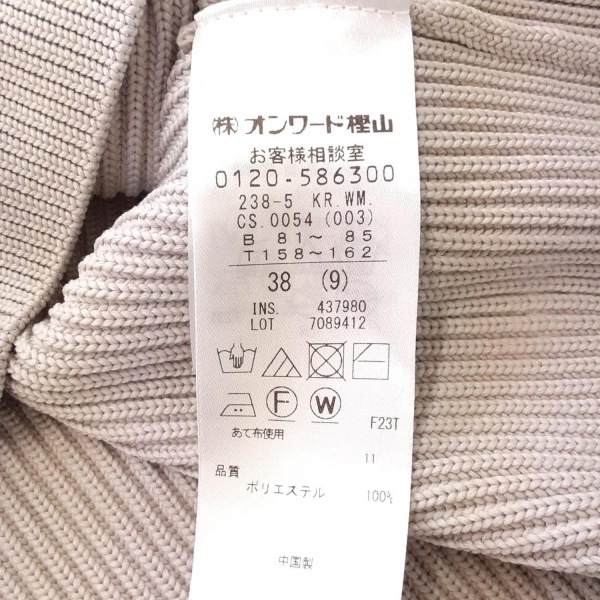 ㈱オンワード樫山
お客様相談室
0120-586300
238-5 KR.WM.
CS.0054 (003)
B 81～ 85
T158～162
38 (9)
INS. 437980
LOT 7089412
F W F23T
あて布使用
11
品質
ポリエステル 100%
中国製